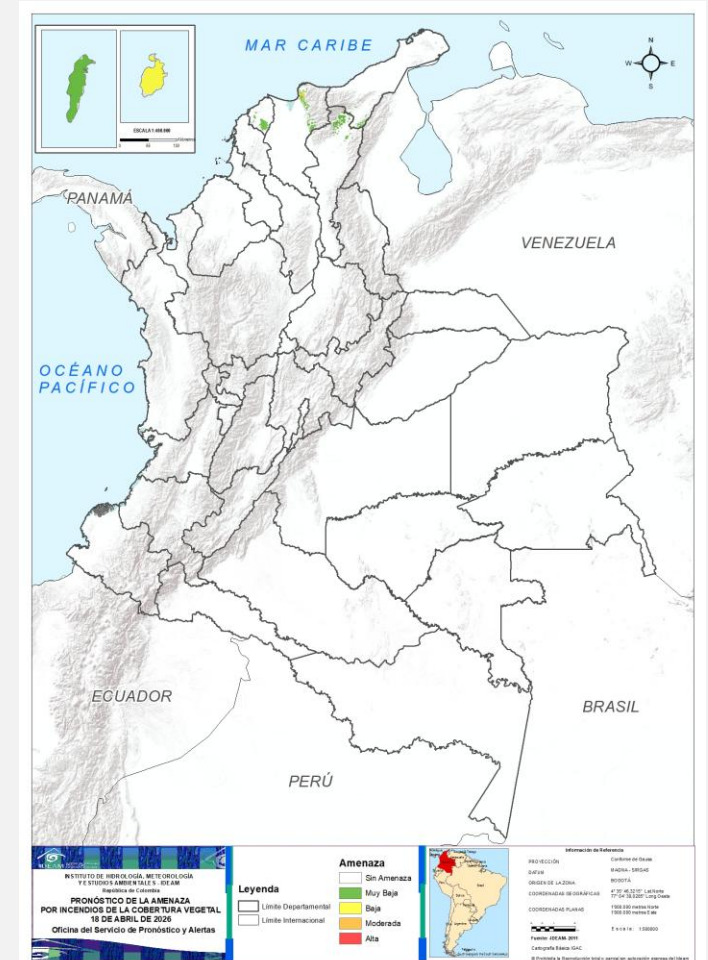 MAR CARIBE
N
W
E
S
PANAMÁ
VENEZUELA
OCÉANO
PACÍFICO
ECUADOR
BRASIL
PERÚ
INSTITUTO DE HIDROLOGÍA, METEOROLOGÍA
Y ESTUDIOS AMBIENTALES - IDEAM
República de Colombia
PRONÓSTICO DE LA AMENAZA
POR INCENDIOS DE LA COBERTURA VEGETAL
18 DE ABRIL DE 2026
Oficina del Servicio de Pronóstico y Alertas
Leyenda
Límite Departamental
Límite Internacional
Amenaza
Sin Amenaza
Muy Baja
Baja
Moderada
Alta
Información de Referencia
PROYECCIÓN
Conforme de Gauss
DATUM
MAGNA - SIRGAS
ORIGEN DE LA ZONA
BOGOTÁ
COORDENADAS GEOGRÁFICAS
COORDENADAS PLANAS
1'000.000 metros Norte
1'000.000 metros Este
Cartografía Básica IGAC